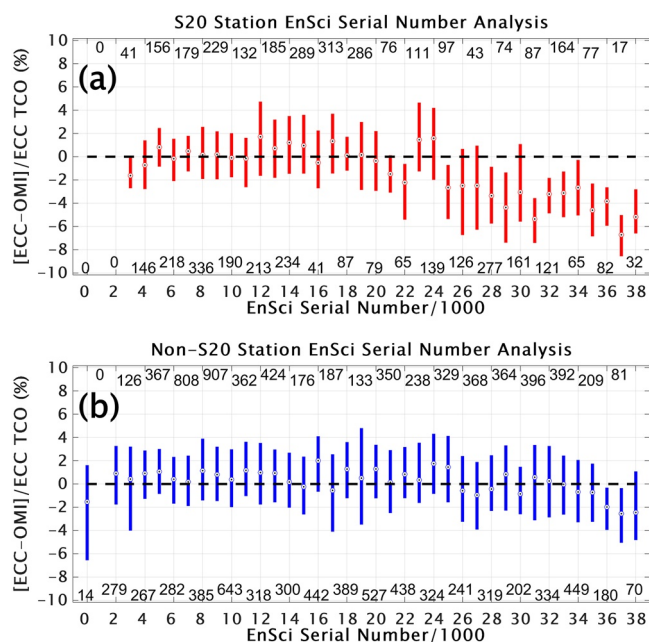 S20 Station EnSci Serial Number Analysis
10
8
6
4
2
0
-2
-4
-6
-8
-10
[ECC-OMI]/ECC TCO (%)
(a)
0 156 229 185 313 76 97 74 164 17
41 179 132 289 286 111 43 87 77
0 218 190 234 87 65 126 161 65 32
0 146 336 213 41 79 139 277 121 82
0 2 4 6 8 10 12 14 16 18 20 22 24 26 28 30 32 34 36 38
EnSci Serial Number/1000
Non-S20 Station EnSci Serial Number Analysis
10
8
6
4
2
0
-2
-4
-6
-8
-10
[ECC-OMI]/ECC TCO (%)
(b)
0 367 907 424 187 350 329 364 392 81
126 808 362 176 133 238 368 396 209
279 282 643 300 389 438 241 202 449 70
14 267 385 318 442 527 324 319 334 180
0 2 4 6 8 10 12 14 16 18 20 22 24 26 28 30 32 34 36 38
EnSci Serial Number/1000